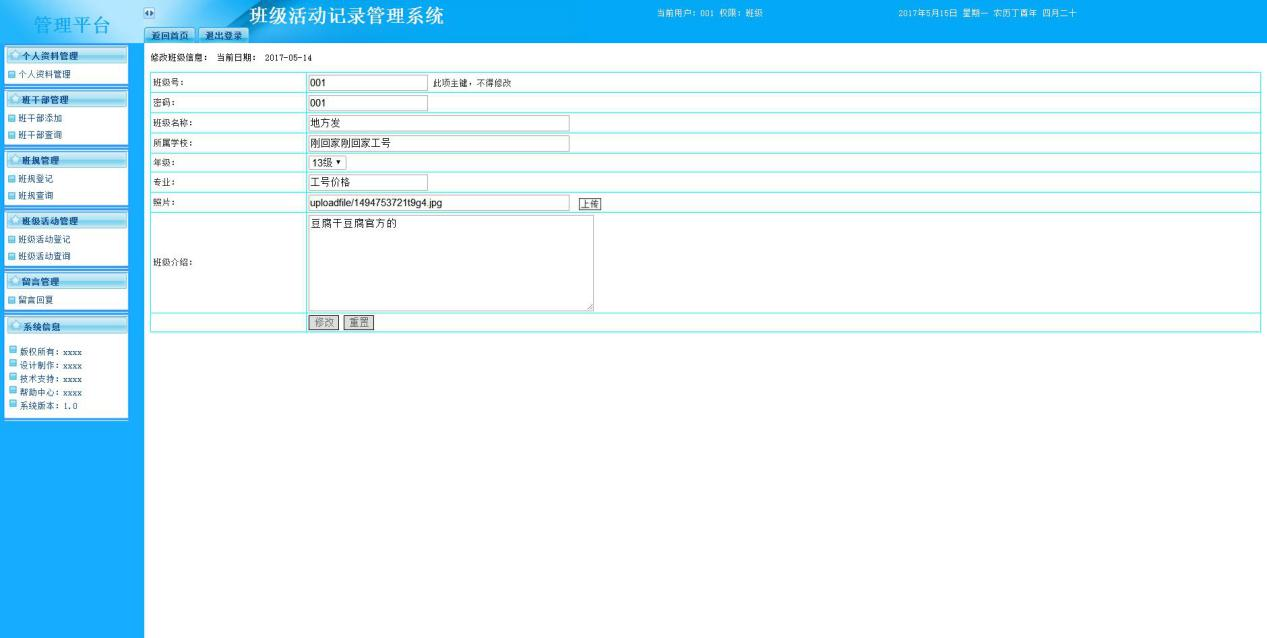 管理平台
班级活动记录管理系统
当前用户：001 权限：班级
2017年5月15日 星期一 农历丁酉年 四月二十
返回首页 退出登录
个人资料管理
个人资料管理
班干部管理
班干部添加
班干部查询
班规管理
班规登记
班规查询
班级活动管理
班级活动登记
班级活动查询
留言管理
留言回复
系统信息
版权所有：xxxx
设计制作：xxxx
技术支持：xxxx
帮助中心：xxxx
系统版本：1.0
修改班级信息： 当前日期： 2017-05-14
班级号： 001 此项主键，不得修改
密码： 001
班级名称： 地方发
所属学校： 刚回家刚回家工号
年级： 13级
专业： 工号价格
照片： uploadfile/1494753721t9g4.jpg 上传
班级介绍： 豆腐干豆腐官方的
修改 重置